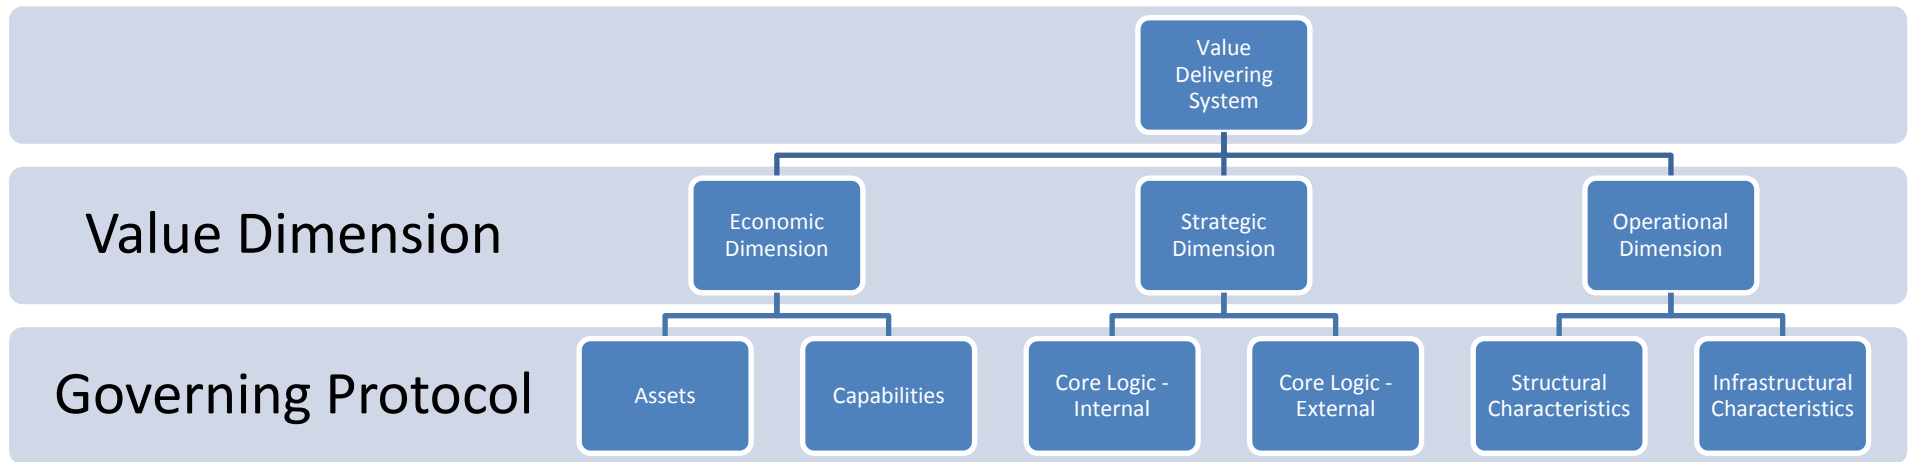 Value
Delivering
System
Value Dimension
Economic
Dimension
Strategic
Dimension
Operational
Dimension
Governing Protocol
Assets
Capabilities
Core Logic -
Internal
Core Logic -
External
Structural
Characteristics
Infrastructural
Characteristics